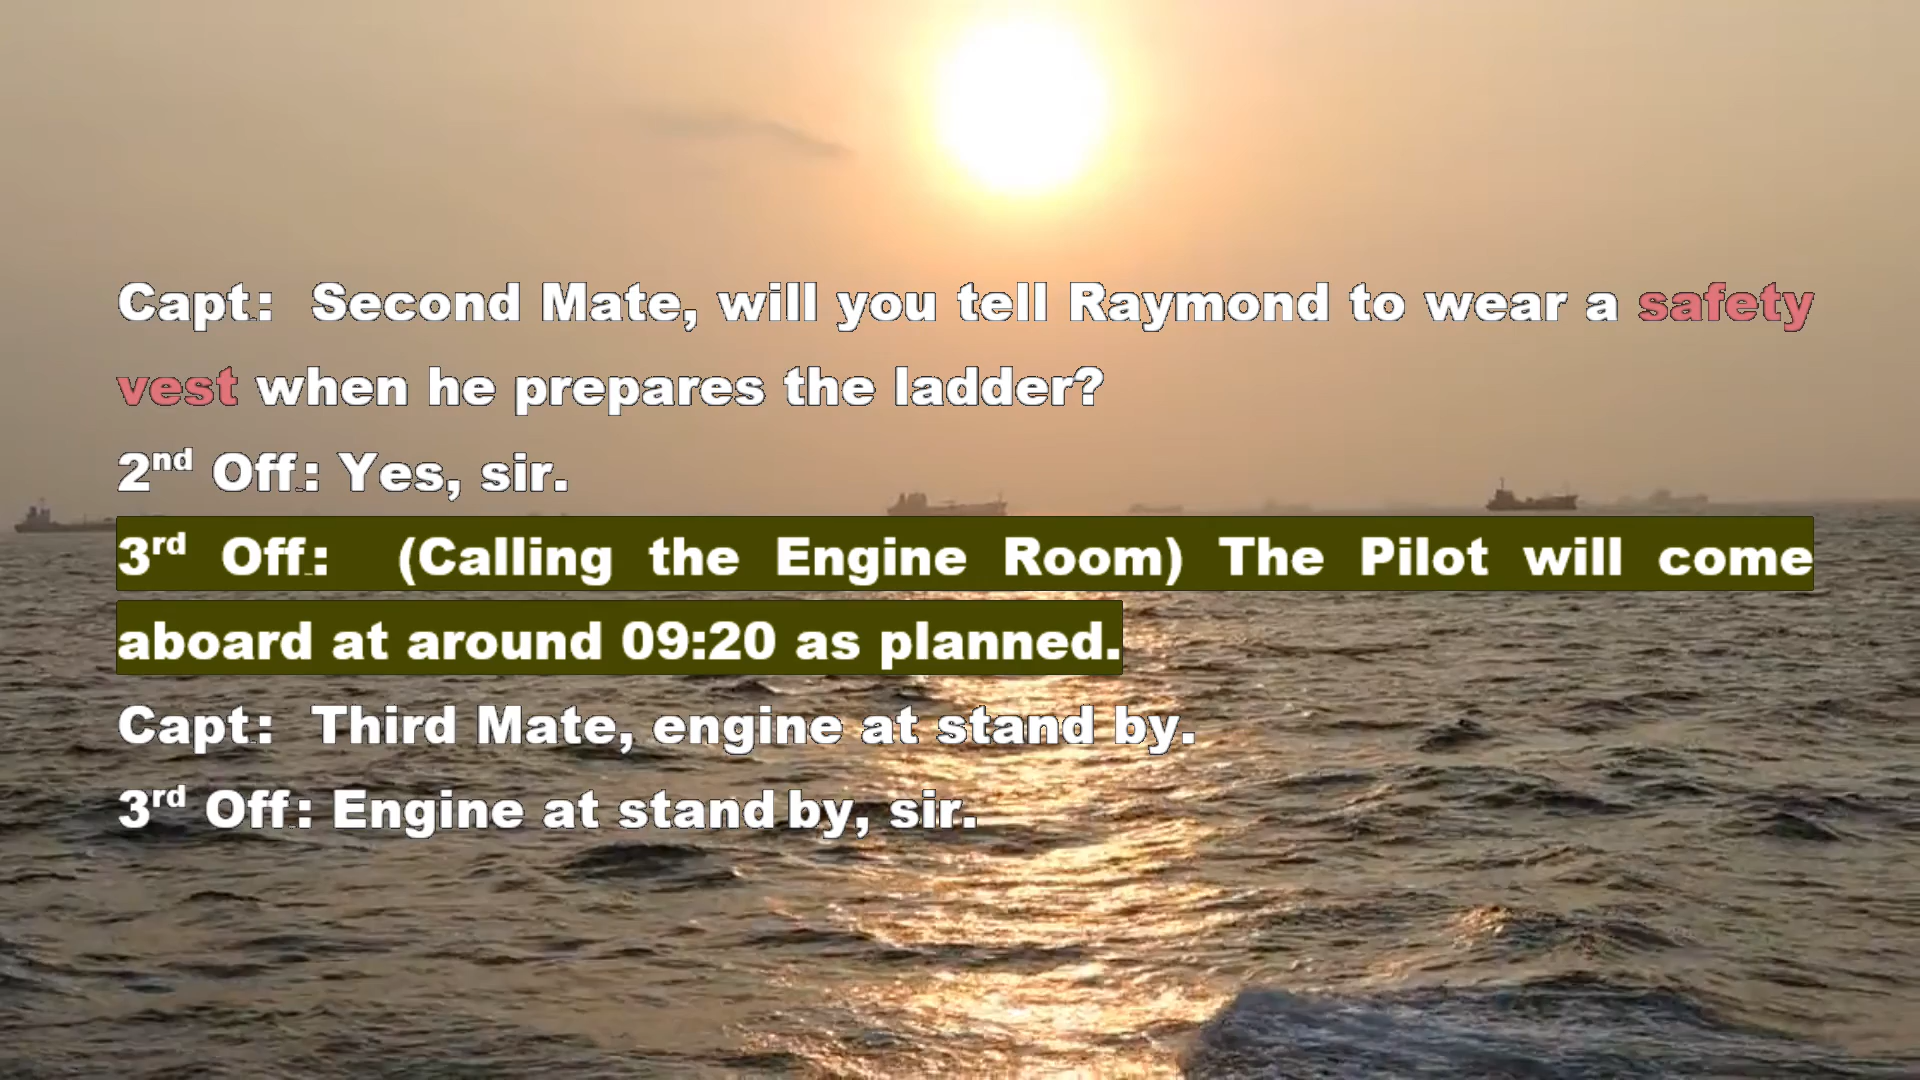 Capt: Second Mate, will you tell Raymond to wear a safety
vest when he prepares the ladder?
2nd Off: Yes, sir.
3rd Off: (Calling the Engine Room) The Pilot will come
aboard at around 09:20 as planned.
Capt: Third Mate, engine at stand by.
3rd Off: Engine at stand by, sir.